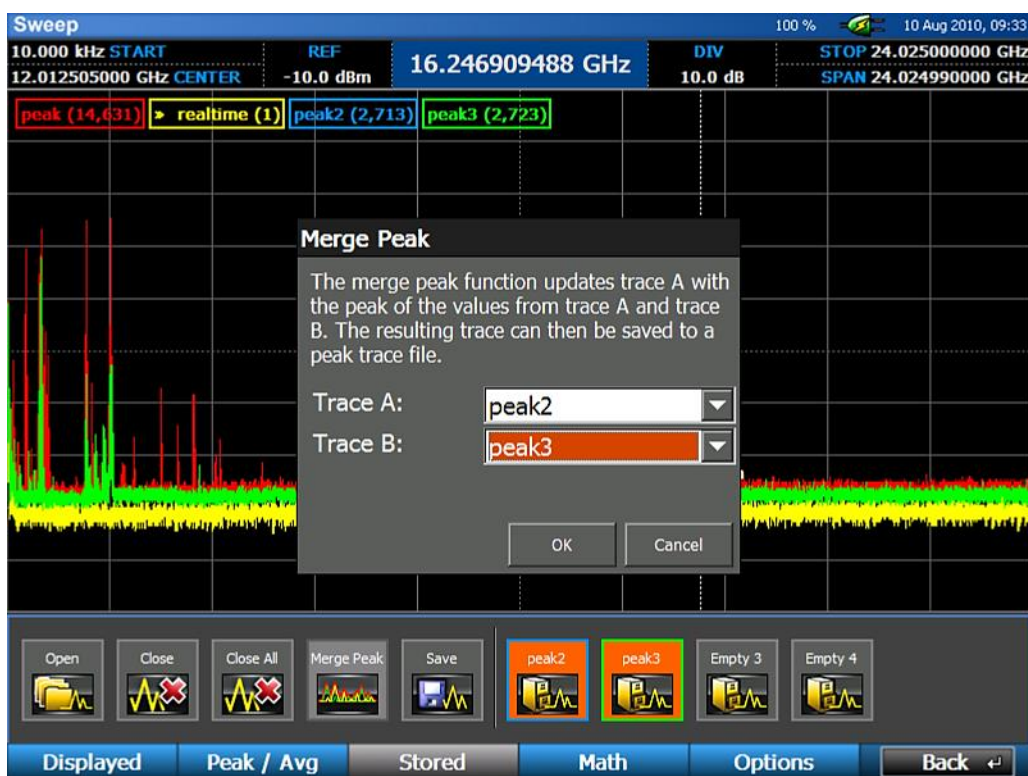 Sweep 100 % 10 Aug 2010, 09:33
10.000 kHz START REF 16.246909488 GHz DIV STOP 24.025000000 GHz
12.012505000 GHz CENTER -10.0 dBm 10.0 dB SPAN 24.024990000 GHz
peak (14,631) » realtime (1) peak2 (2,713) peak3 (2,723)
Merge Peak
The merge peak function updates trace A with
the peak of the values from trace A and trace
B. The resulting trace can then be saved to a
peak trace file.
Trace A: peak2
Trace B: peak3
OK Cancel
Open Close Close All Merge Peak Save peak2 peak3 Empty 3 Empty 4
Displayed Peak / Avg Stored Math Options Back ↵